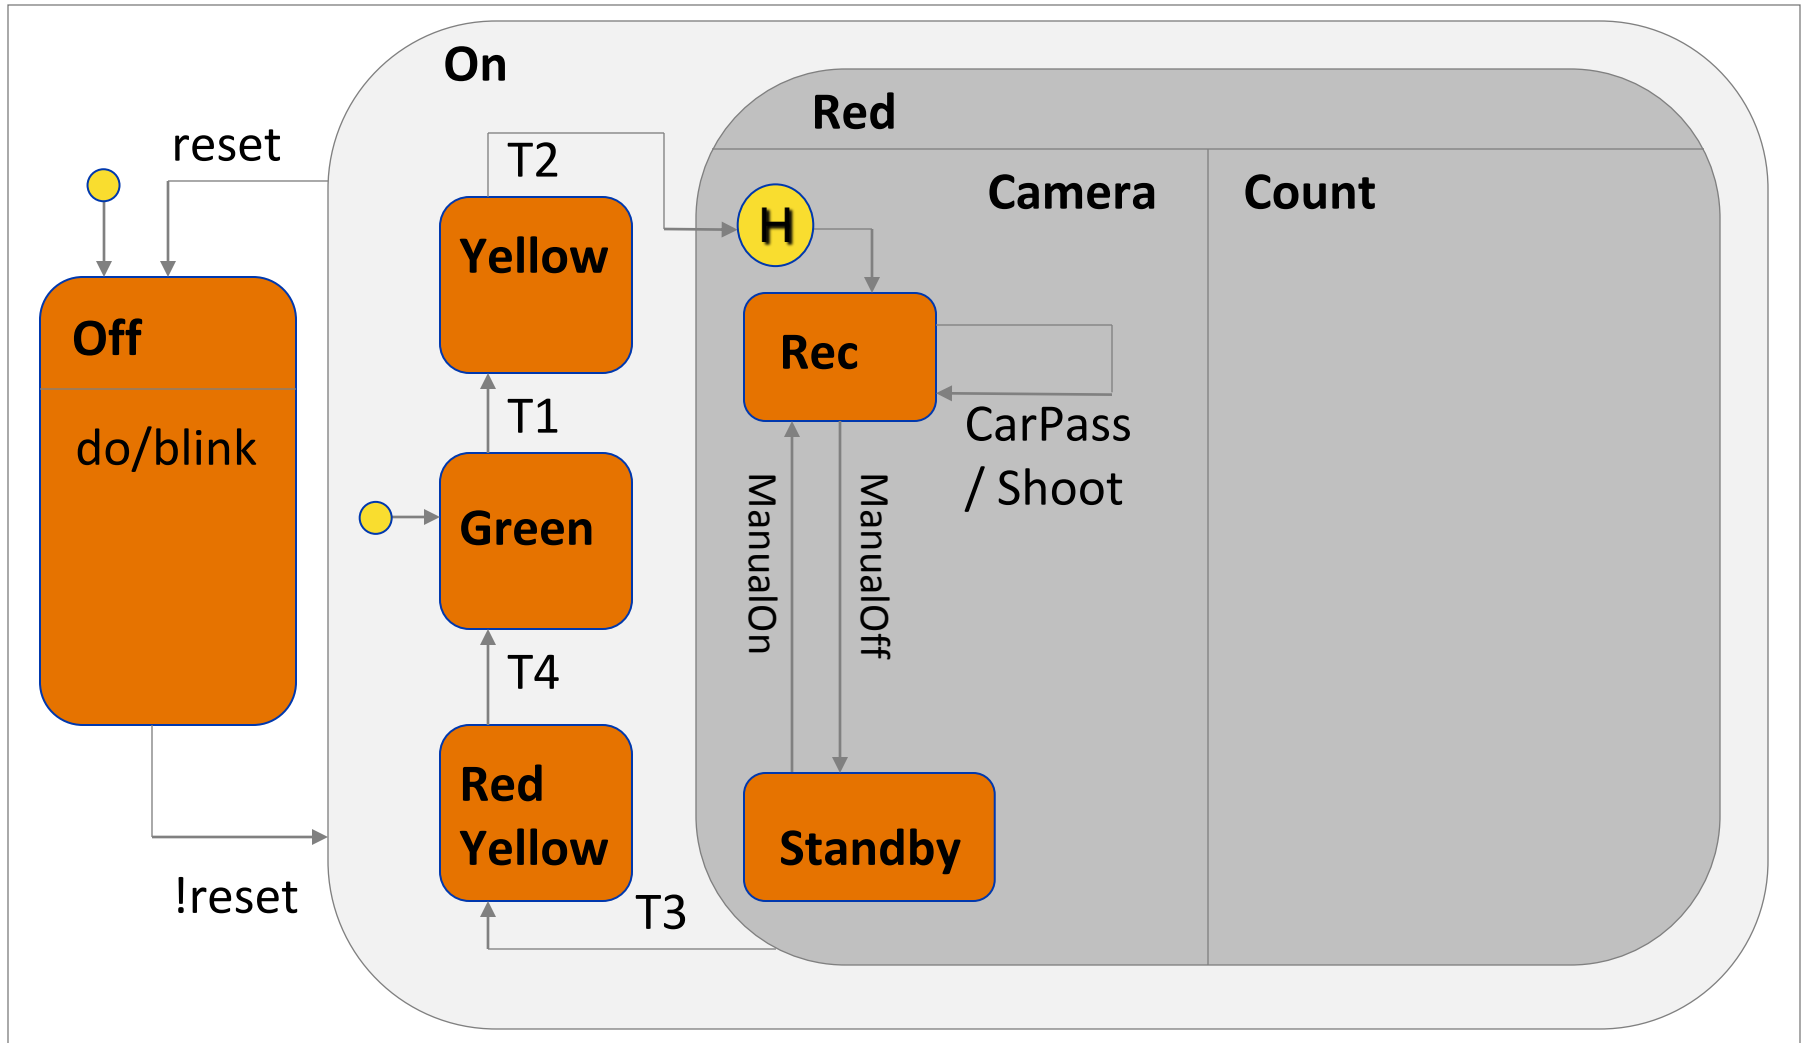 On
Red
reset
T2
Camera
Count
H
Yellow
Off
Rec
do/blink
T1
CarPass
/ Shoot
ManualOn
ManualOff
Green
T4
Red
Yellow
Standby
!reset
T3